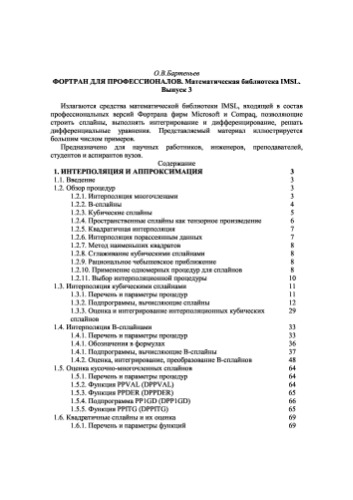 О.В.Бартеньев
ФОРТРАН ДЛЯ ПРОФЕССИОНАЛОВ. Математическая библиотека IMSL.
Выпуск 3
Излагаются средства математической библиотеки IMSL, входящей в состав
профессиональных версий Фортрана фирм Microsoft и Compaq, позволяющие
строить сплайны, выполнять интегрирование и дифференцирование, решать
дифференциальные уравнения. Представляемый материал иллюстрируется
большим числом примеров.
Предназначено для научных работников, инженеров, преподавателей,
студентов и аспирантов вузов.
Содержание
1. ИНТЕРПОЛЯЦИЯ И АППРОКСИМАЦИЯ 3
1.1. Введение 3
1.2. Обзор процедур 3
1.2.1. Интерполяция многочленами 3
1.2.2. B-сплайны 4
1.2.3. Кубические сплайны 5
1.2.4. Пространственные сплайны как тензорное произведение 6
1.2.5. Квадратичная интерполяция 7
1.2.6. Интерполяция порассеянным данным 7
1.2.7. Метод наименьших квадратов 8
1.2.8. Сглаживание кубическими сплайнами 8
1.2.9. Рациональное чебышевское приближение 8
1.2.10. Применение одномерных процедур для сплайнов 8
1.2.11. Выбор интерполяционной процедуры 10
1.3. Интерполяция кубическими сплайнами 11
1.3.1. Перечень и параметры процедур 11
1.3.2. Подпрограммы, вычисляющие сплайны 12
1.3.3. Оценка и интегрирование интерполяционных кубических 29
сплайнов
1.4. Интерполяция B-сплайнами 33
1.4.1. Перечень и параметры процедур 33
1.4.1. Обозначения в формулах 36
1.4.1. Подпрограммы, вычисляющие B-сплайны 37
1.4.2. Оценка, интегрирование, преобразование B-сплайнов 48
1.5. Оценка кусочно-многочленных сплайнов 64
1.5.1. Перечень и параметры процедур 64
1.5.2. Функция PPVAL (DPPVAL) 64
1.5.3. Функция PPDER (DPPDER) 65
1.5.4. Подпрограмма PP1GD (DPP1GD) 66
1.5.5. Функция PPITG (DPPITG) 68
1.6. Квадратичные сплайны и их оценка 69
1.6.1. Перечень и параметры функций 69